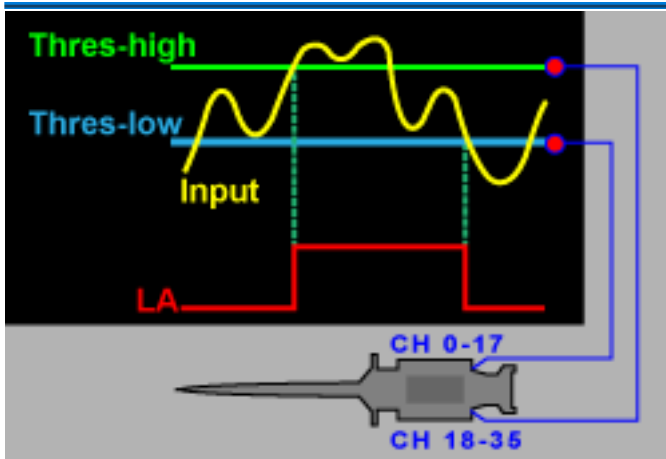 Thres-high
Thres-low
Input
LA
CH 0-17
CH 18-35